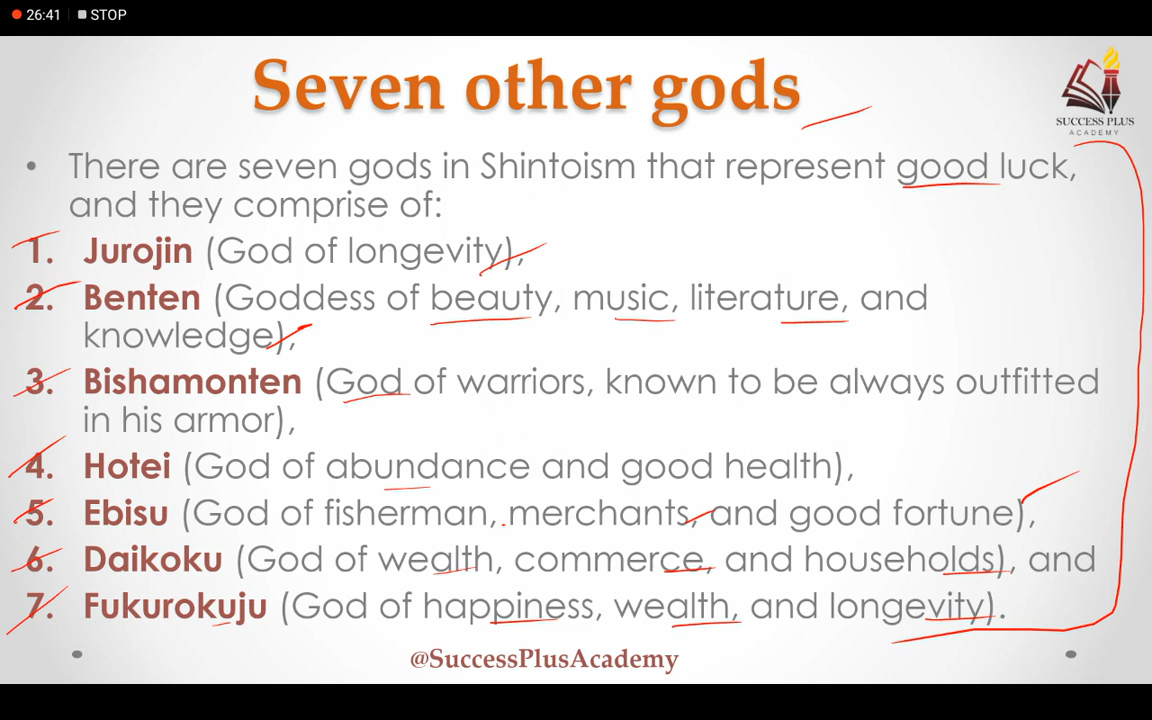 26:41 STOP
Seven other gods
SUCCESS PLUS
ACADEMY
• There are seven gods in Shintoism that represent good luck,
and they comprise of:
1. Jurojin (God of longevity),
2. Benten (Goddess of beauty, music, literature, and
knowledge),
3. Bishamonten (God of warriors, known to be always outfitted
in his armor),
4. Hotei (God of abundance and good health),
5. Ebisu (God of fisherman, merchants, and good fortune),
6. Daikoku (God of wealth, commerce, and households), and
7. Fukurokuju (God of happiness, wealth, and longevity).
@SuccessPlusAcademy